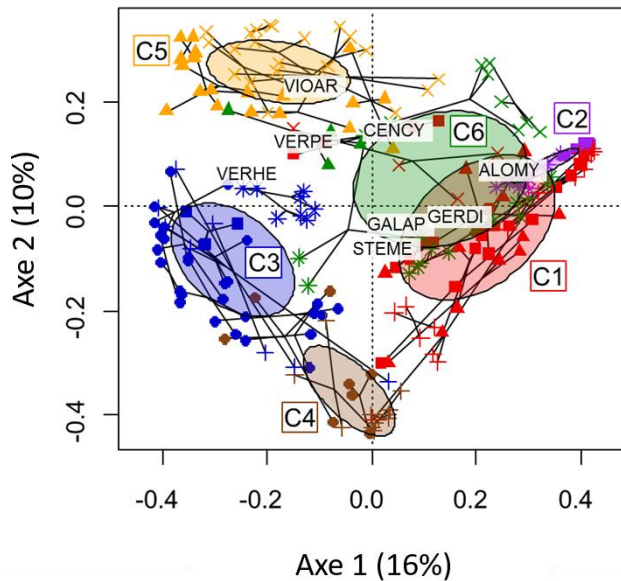 C5
VIOAR
C2
CENCY
C6
VERPE
VERHE
ALOMY
GALAP
GERDI
STEME
C3
C1
C4
Axe 2 (10%)
0.2
0.0
-0.2
-0.4
-0.4
-0.2
0.0
0.2
0.4
Axe 1 (16%)